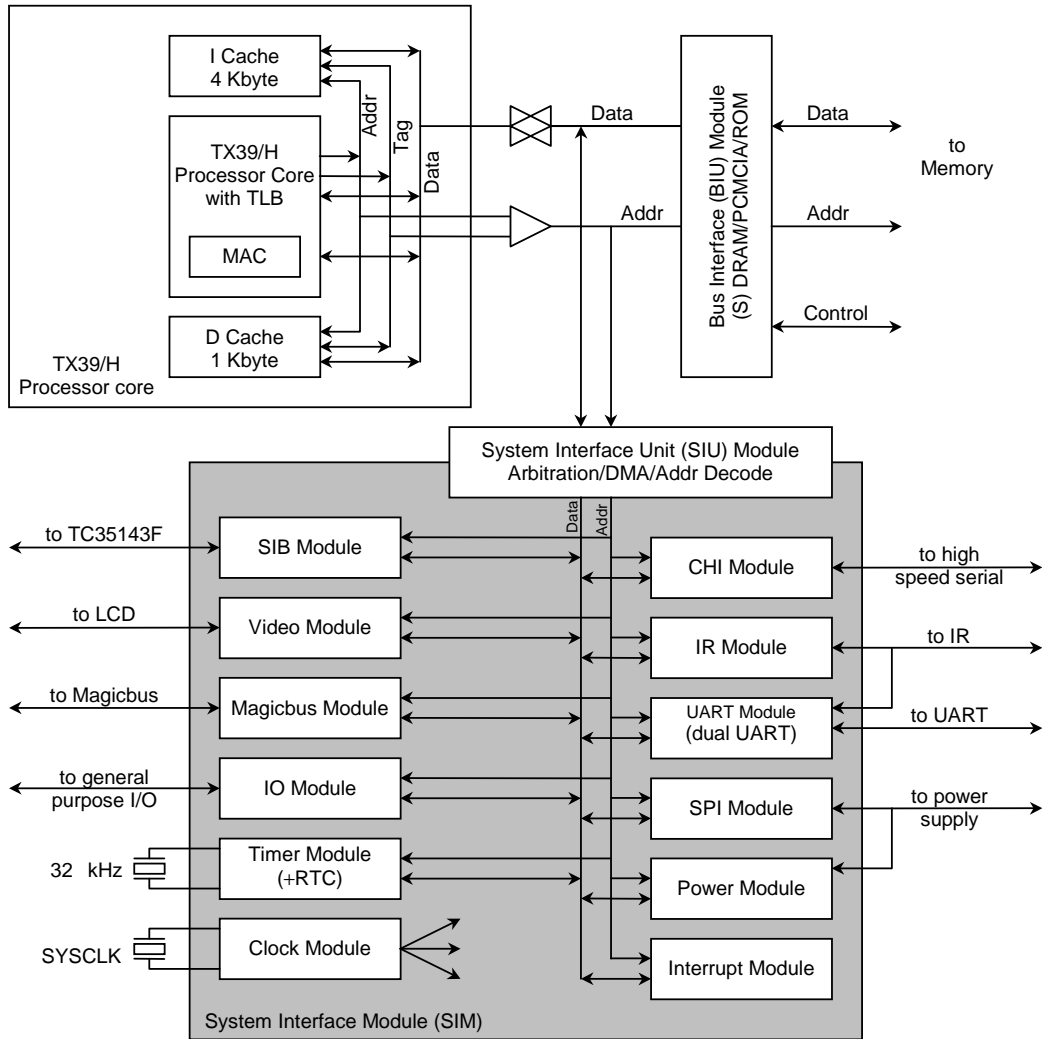 I Cache
4 Kbyte
TX39/H
Processor Core
with TLB
MAC
D Cache
1 Kbyte
TX39/H
Processor core
Addr
Tag
Data
Data
Addr
Bus Interface (BIU) Module
(S) DRAM/PCMCIA/ROM
Data
to
Memory
Addr
Control
System Interface Unit (SIU) Module
Arbitration/DMA/Addr Decode
Data
Addr
to TC35143F
SIB Module
to LCD
Video Module
to Magicbus
Magicbus Module
to general
purpose I/O
IO Module
32 kHz
Timer Module
(+RTC)
SYSCLK
Clock Module
CHI Module
to high
speed serial
IR Module
to IR
UART Module
(dual UART)
to UART
SPI Module
to power
supply
Power Module
Interrupt Module
System Interface Module (SIM)